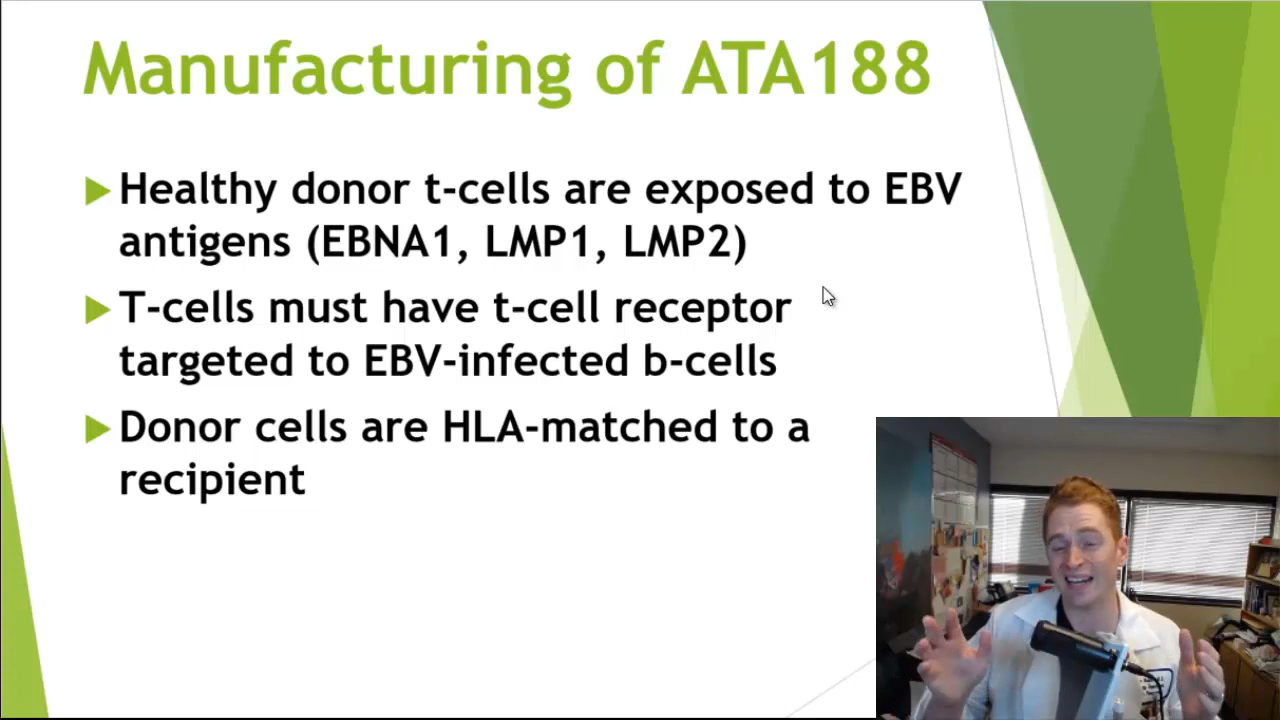 Manufacturing of ATA188
Healthy donor t-cells are exposed to EBV
antigens (EBNA1, LMP1, LMP2)
T-cells must have t-cell receptor
targeted to EBV-infected b-cells
Donor cells are HLA-matched to a
recipient